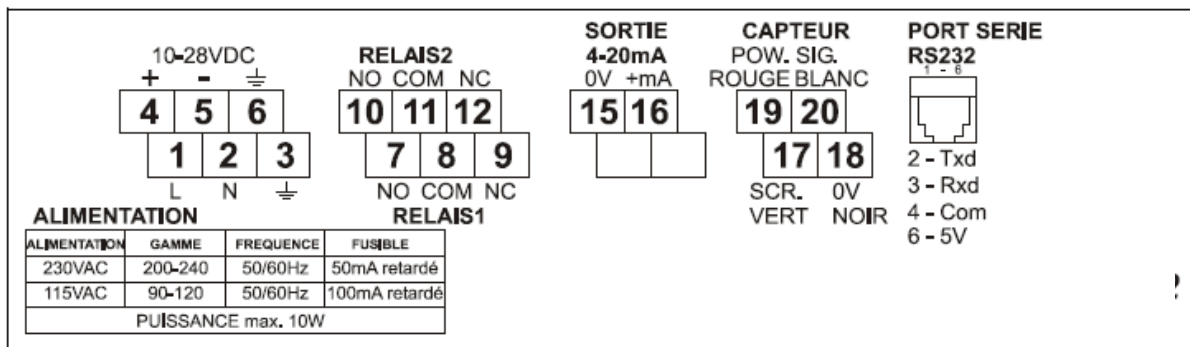 10-28VDC
+ - ⏚
4 5 6
1 2 3
L N ⏚
ALIMENTATION
RELAIS2
NO COM NC
10 11 12
7 8 9
NO COM NC
RELAIS1
SORTIE
4-20mA
0V +mA
15 16
CAPTEUR
POW. SIG.
ROUGE BLANC
19 20
17 18
SCR. 0V
VERT NOIR
PORT SERIE
RS232
1 - 6
2 - Txd
3 - Rxd
4 - Com
6 - 5V
ALIMENTATION GAMME FREQUENCE FUSIBLE
230VAC 200-240 50/60Hz 50mA retardé
115VAC 90-120 50/60Hz 100mA retardé
PUISSANCE max. 10W